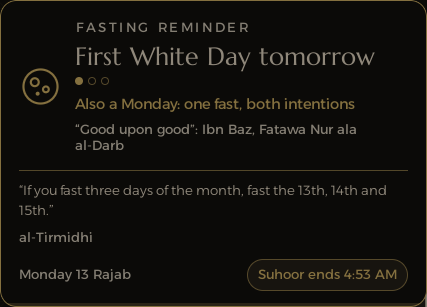 FASTING REMINDER
First White Day tomorrow
Also a Monday: one fast, both intentions
“Good upon good”: Ibn Baz, Fatawa Nur ala
al-Darb
“If you fast three days of the month, fast the 13th, 14th and
15th.”
al-Tirmidhi
Monday 13 Rajab
Suhoor ends 4:53 AM